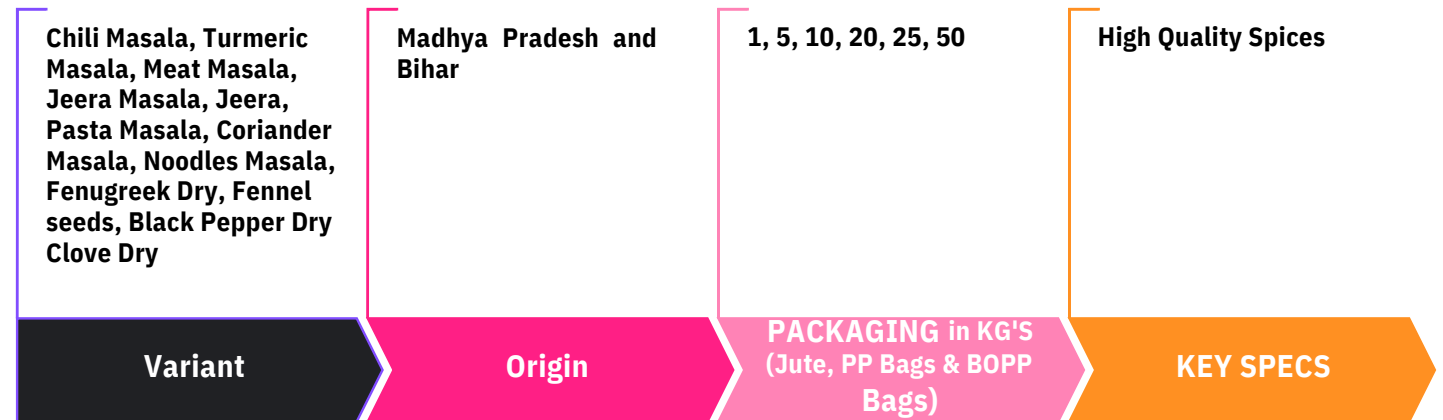 Chili Masala, Turmeric
Masala, Meat Masala,
Jeera Masala, Jeera,
Pasta Masala, Coriander
Masala, Noodles Masala,
Fenugreek Dry, Fennel
seeds, Black Pepper Dry
Clove Dry
Variant
Madhya Pradesh and
Bihar
Origin
1, 5, 10, 20, 25, 50
PACKAGING in KG'S
(Jute, PP Bags & BOPP
Bags)
High Quality Spices
KEY SPECS